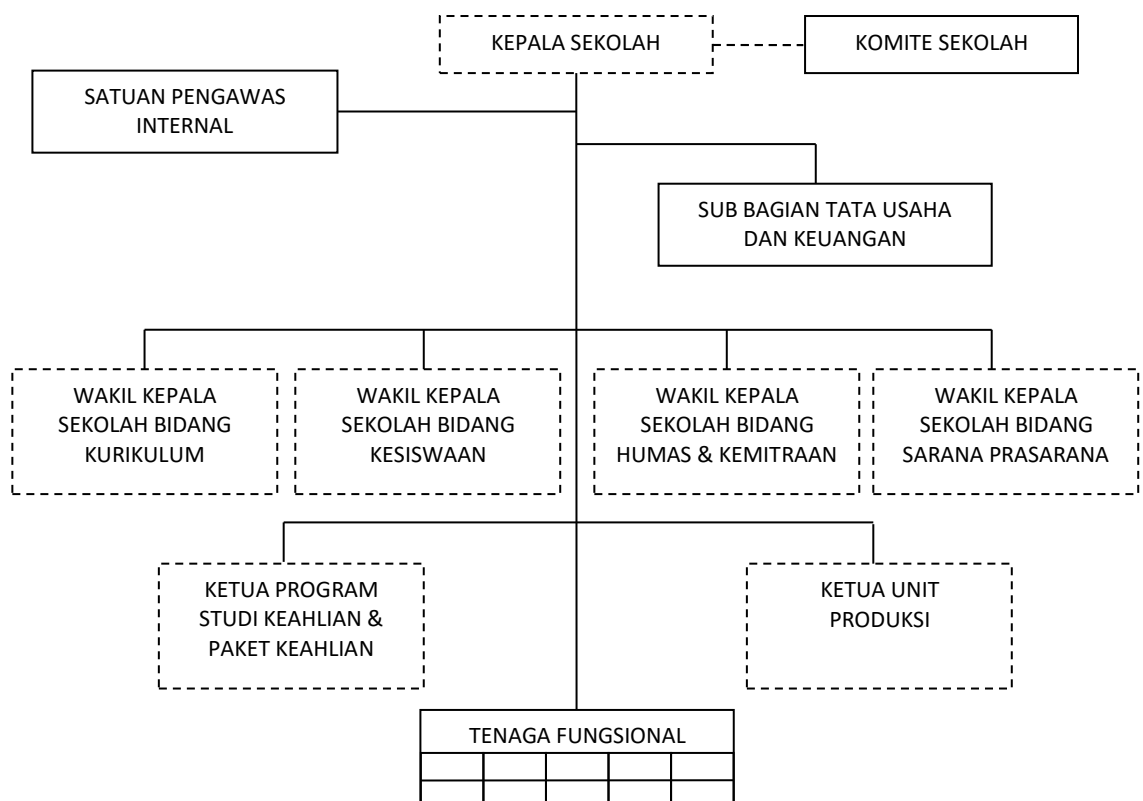 KEPALA SEKOLAH
KOMITE SEKOLAH
SATUAN PENGAWAS
INTERNAL
SUB BAGIAN TATA USAHA
DAN KEUANGAN
WAKIL KEPALA
SEKOLAH BIDANG
KURIKULUM
WAKIL KEPALA
SEKOLAH BIDANG
KESISWAAN
WAKIL KEPALA
SEKOLAH BIDANG
HUMAS & KEMITRAAN
WAKIL KEPALA
SEKOLAH BIDANG
SARANA PRASARANA
KETUA PROGRAM
STUDI KEAHLIAN &
PAKET KEAHLIAN
KETUA UNIT
PRODUKSI
TENAGA FUNGSIONAL